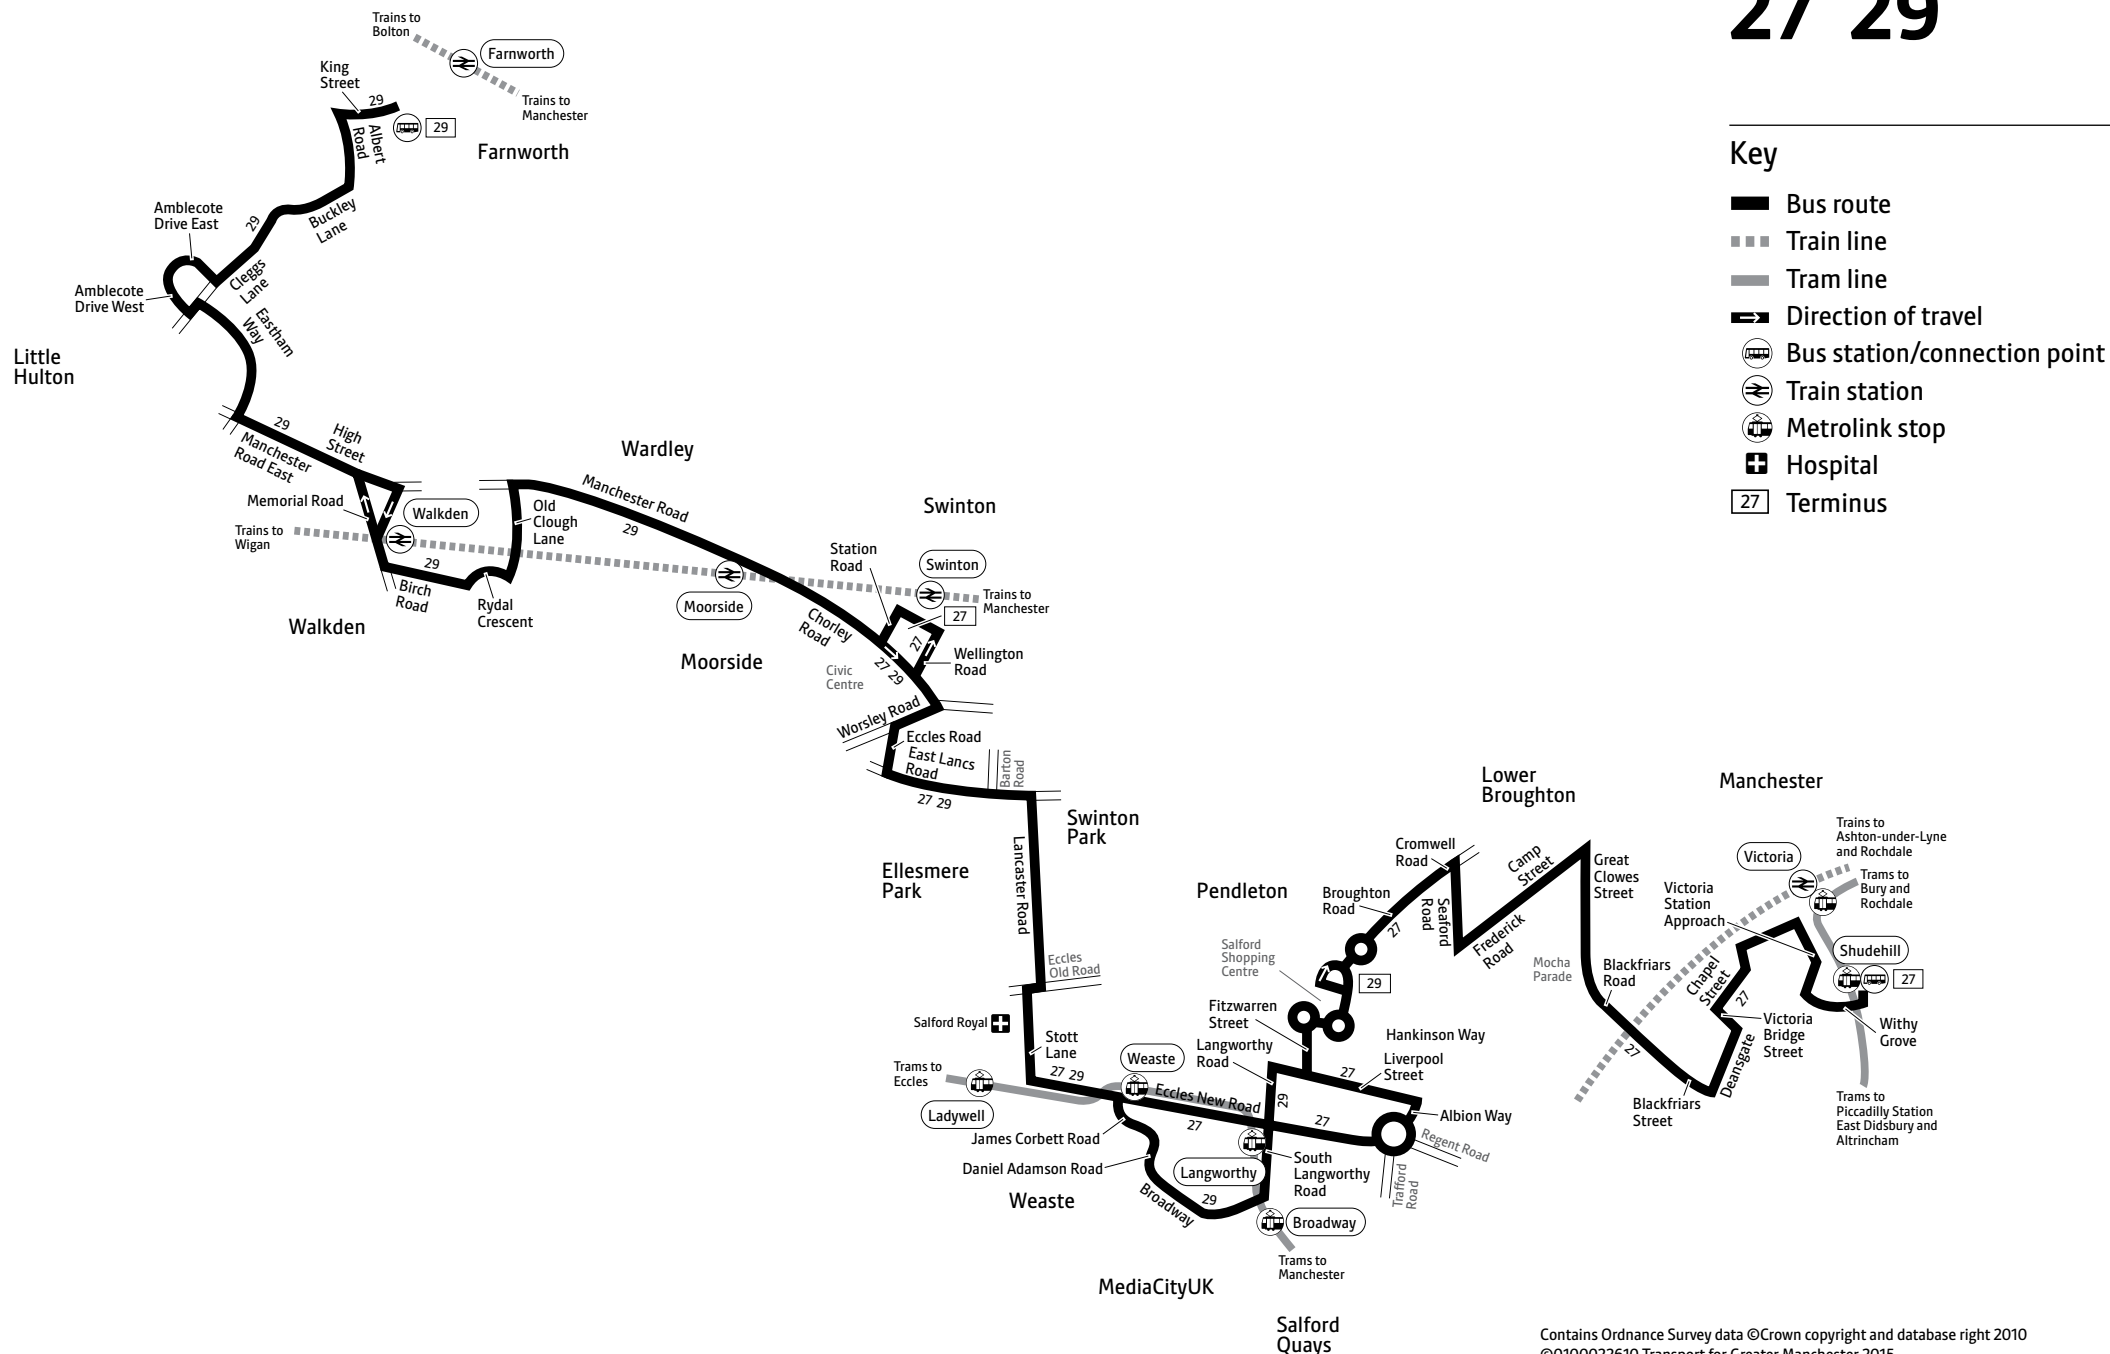 27 29
Key
Bus route
Train line
Tram line
Direction of travel
Bus station/connection point
Train station
Metrolink stop
Hospital
27 Terminus
Trains to
Bolton
Farnworth
Trains to
Manchester
King
Street
29
29
Albert
Road
Farnworth
Buckley
Lane
29
Amblecote
Drive East
Cleggs
Lane
Amblecote
Drive West
Eastham
Way
Little
Hulton
29
High
Street
Manchester
Road East
Memorial Road
Walkden
Trains to
Wigan
29
Birch
Road
Rydal
Crescent
Walkden
Old
Clough
Lane
Wardley
Manchester Road
29
Moorside
Moorside
Swinton
Station
Road
Swinton
Trains to
Manchester
27
27
Chorley
Road
27 29
Wellington
Road
Civic
Centre
Worsley Road
Eccles Road
East Lancs
Road
Barton
Road
27 29
Swinton
Park
Lancaster Road
Ellesmere
Park
Eccles
Old Road
Salford Royal
Stott
Lane
27 29
Trams to
Eccles
Ladywell
Weaste
Eccles New Road
27
James Corbett Road
Daniel Adamson Road
Weaste
Broadway
29
Langworthy
South
Langworthy
Road
Broadway
Trams to
Manchester
MediaCityUK
Salford
Quays
29
27
Langworthy
Road
Fitzwarren
Street
27
Liverpool
Street
Hankinson Way
Albion Way
Regent Road
Trafford
Road
Pendleton
Salford
Shopping
Centre
29
Broughton
Road
27
Cromwell
Road
Seaford
Road
Lower
Broughton
Camp
Street
Frederick
Road
Great
Clowes
Street
Mocha
Parade
Blackfriars
Road
27
Blackfriars
Street
Deansgate
Manchester
Trains to
Ashton-under-Lyne
and Rochdale
Victoria
Trams to
Bury and
Rochdale
Victoria
Station
Approach
Shudehill
27
Chapel
Street
27
Victoria
Bridge
Street
Withy
Grove
Trams to
Piccadilly Station
East Didsbury and
Altrincham
Contains Ordnance Survey data ©Crown copyright and database right 2010
©0100022610 Transport for Greater Manchester 2015